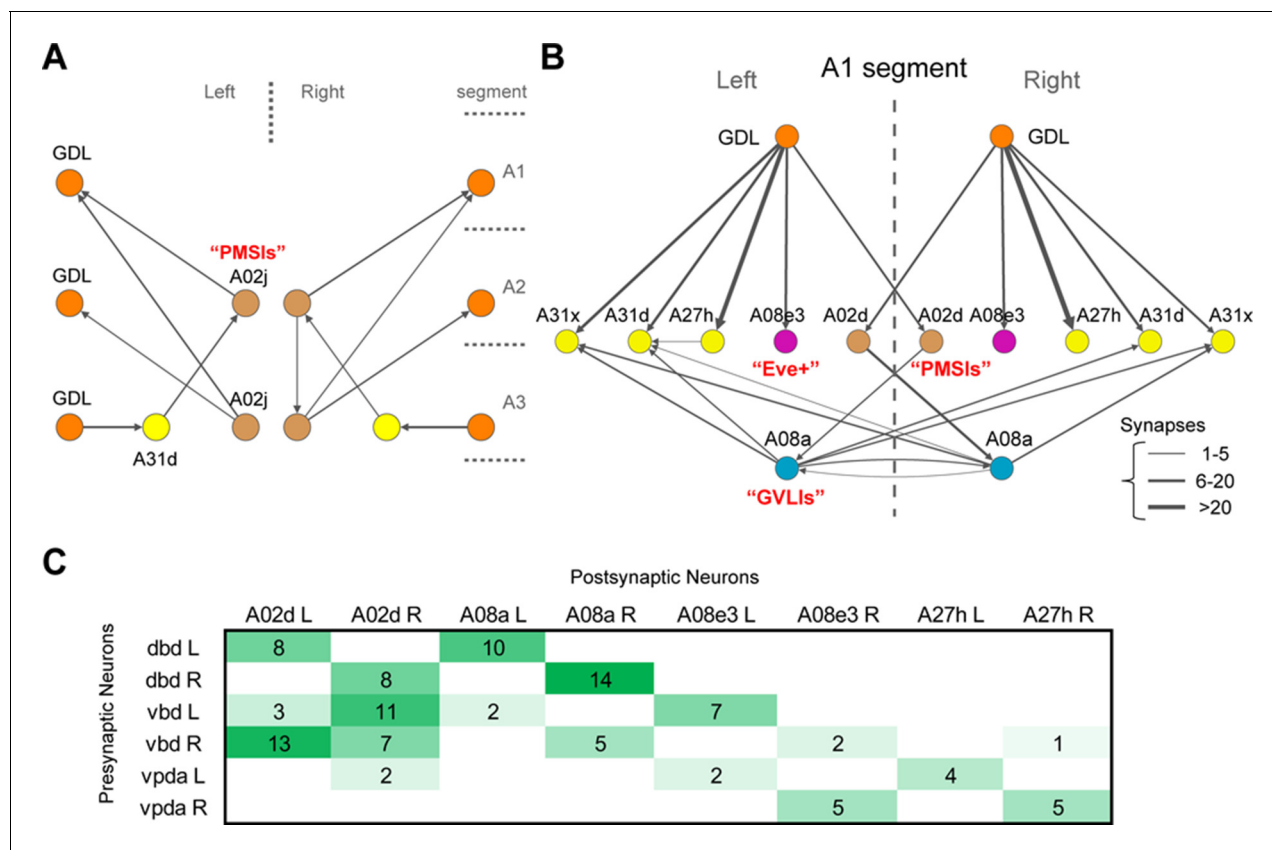 A
Left
Right
segment
GDL
A1
“PMSIs”
GDL
A02j
A2
GDL
A02j
A3
A31d
B
Left
A1 segment
Right
GDL
GDL
A31x A31d A27h A08e3 A02d A02d A08e3 A27h A31d A31x
“Eve+”
“PMSIs”
A08a
A08a
“GVLIs”
Synapses
1-5
6-20
>20
C
Postsynaptic Neurons
A02d L A02d R A08a L A08a R A08e3 L A08e3 R A27h L A27h R
Presynaptic Neurons
dbd L 8 10
dbd R 8 14
vbd L 3 11 2 7
vbd R 13 7 5 2 1
vpda L 2 2 4
vpda R 5 5